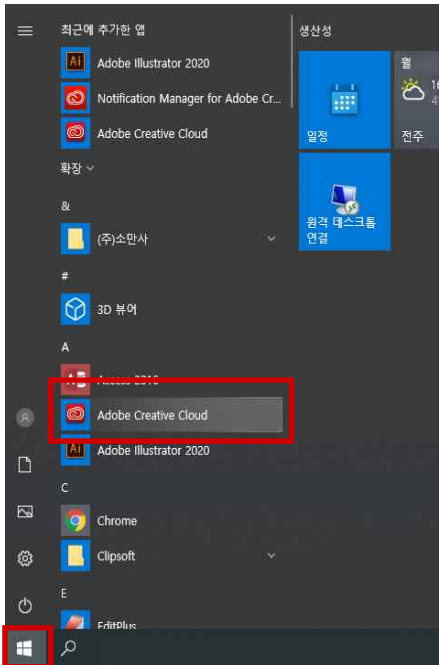 최근에 추가한 앱
Adobe Illustrator 2020
Notification Manager for Adobe Cr...
Adobe Creative Cloud
확장
&
(주)소만사
#
3D 뷰어
A
Access 2016
Adobe Creative Cloud
Adobe Illustrator 2020
C
Chrome
Clipsoft
E
EditPlus
생산성
일정
월
전주
원격 데스크톱
연결